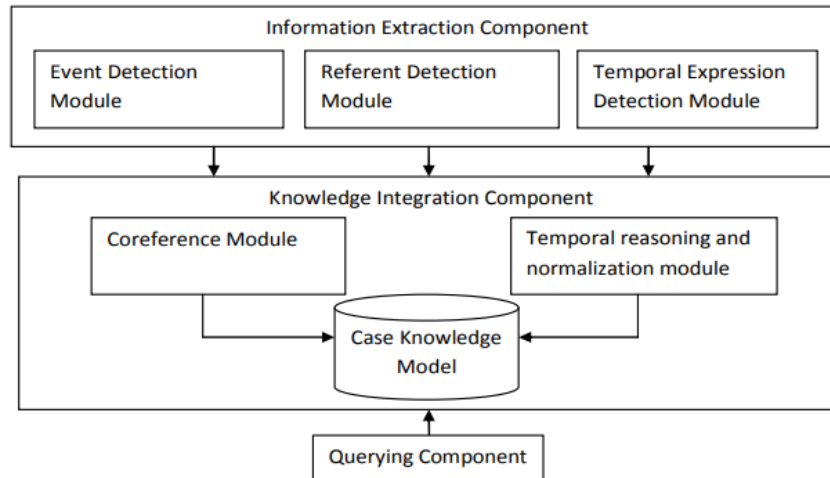 Information Extraction Component
Event Detection
Module
Referent Detection
Module
Temporal Expression
Detection Module
Knowledge Integration Component
Coreference Module
Temporal reasoning and
normalization module
Case Knowledge
Model
Querying Component